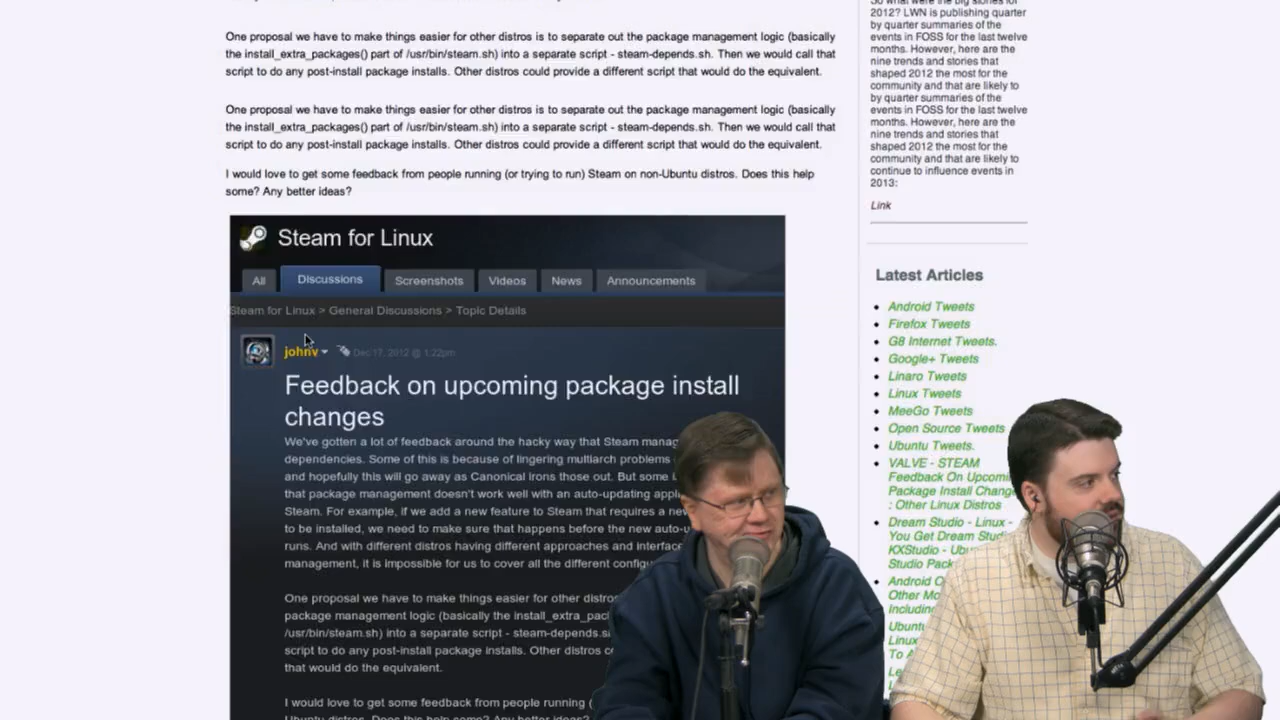 One proposal we have to make things easier for other distros is to separate out the package management logic (basically
the install_extra_packages() part of /usr/bin/steam.sh) into a separate script - steam-depends.sh. Then we would call that
script to do any post-install package installs. Other distros could provide a different script that would do the equivalent.
One proposal we have to make things easier for other distros is to separate out the package management logic (basically
the install_extra_packages() part of /usr/bin/steam.sh) into a separate script - steam-depends.sh. Then we would call that
script to do any post-install package installs. Other distros could provide a different script that would do the equivalent.
I would love to get some feedback from people running (or trying to run) Steam on non-Ubuntu distros. Does this help
some? Any better ideas?
Steam for Linux
All
Discussions
Screenshots
Videos
News
Announcements
Steam for Linux > General Discussions > Topic Details
johnv
Dec 17, 2012 @ 1:22pm
Feedback on upcoming package install
changes
We've gotten a lot of feedback around the hacky way that Steam
dependencies. Some of this is because of lingering multiarch problems
and hopefully this will go away as Canonical irons those out. But some
that package management doesn't work well with an auto-updating
Steam. For example, if we add a new feature to Steam that requires a
to be installed, we need to make sure that happens before the new
runs. And with different distros having different approaches and
management, it is impossible for us to cover all the different
One proposal we have to make things easier for other
package management logic (basically the
/usr/bin/steam.sh) into a separate script -
script to do any post-install package installs. Other distros
that would do the equivalent.
I would love to get some feedback from people running
Ubuntu distros. Does this help some? Any better ideas?
So what were the big stories for
2012? LWN is publishing quarter
by quarter summaries of the
events in FOSS for the last twelve
months. However, here are the
nine trends and stories that
shaped 2012 the most for the
community and that are likely to
by quarter summaries of the
events in FOSS for the last twelve
months. However, here are the
nine trends and stories that
shaped 2012 the most for the
community and that are likely to
continue to influence events in
2013:
Link
Latest Articles
Android Tweets
Firefox Tweets
G8 Internet Tweets.
Google+ Tweets
Linaro Tweets
Linux Tweets
MeeGo Tweets
Open Source Tweets
Ubuntu Tweets.
VALVE - STEAM
Feedback On
Package Install
: Other Linux Distros
Dream Studio - Linux -
You Get Dream
KXStudio -
Studio
Android
Other
Including
Linux
To